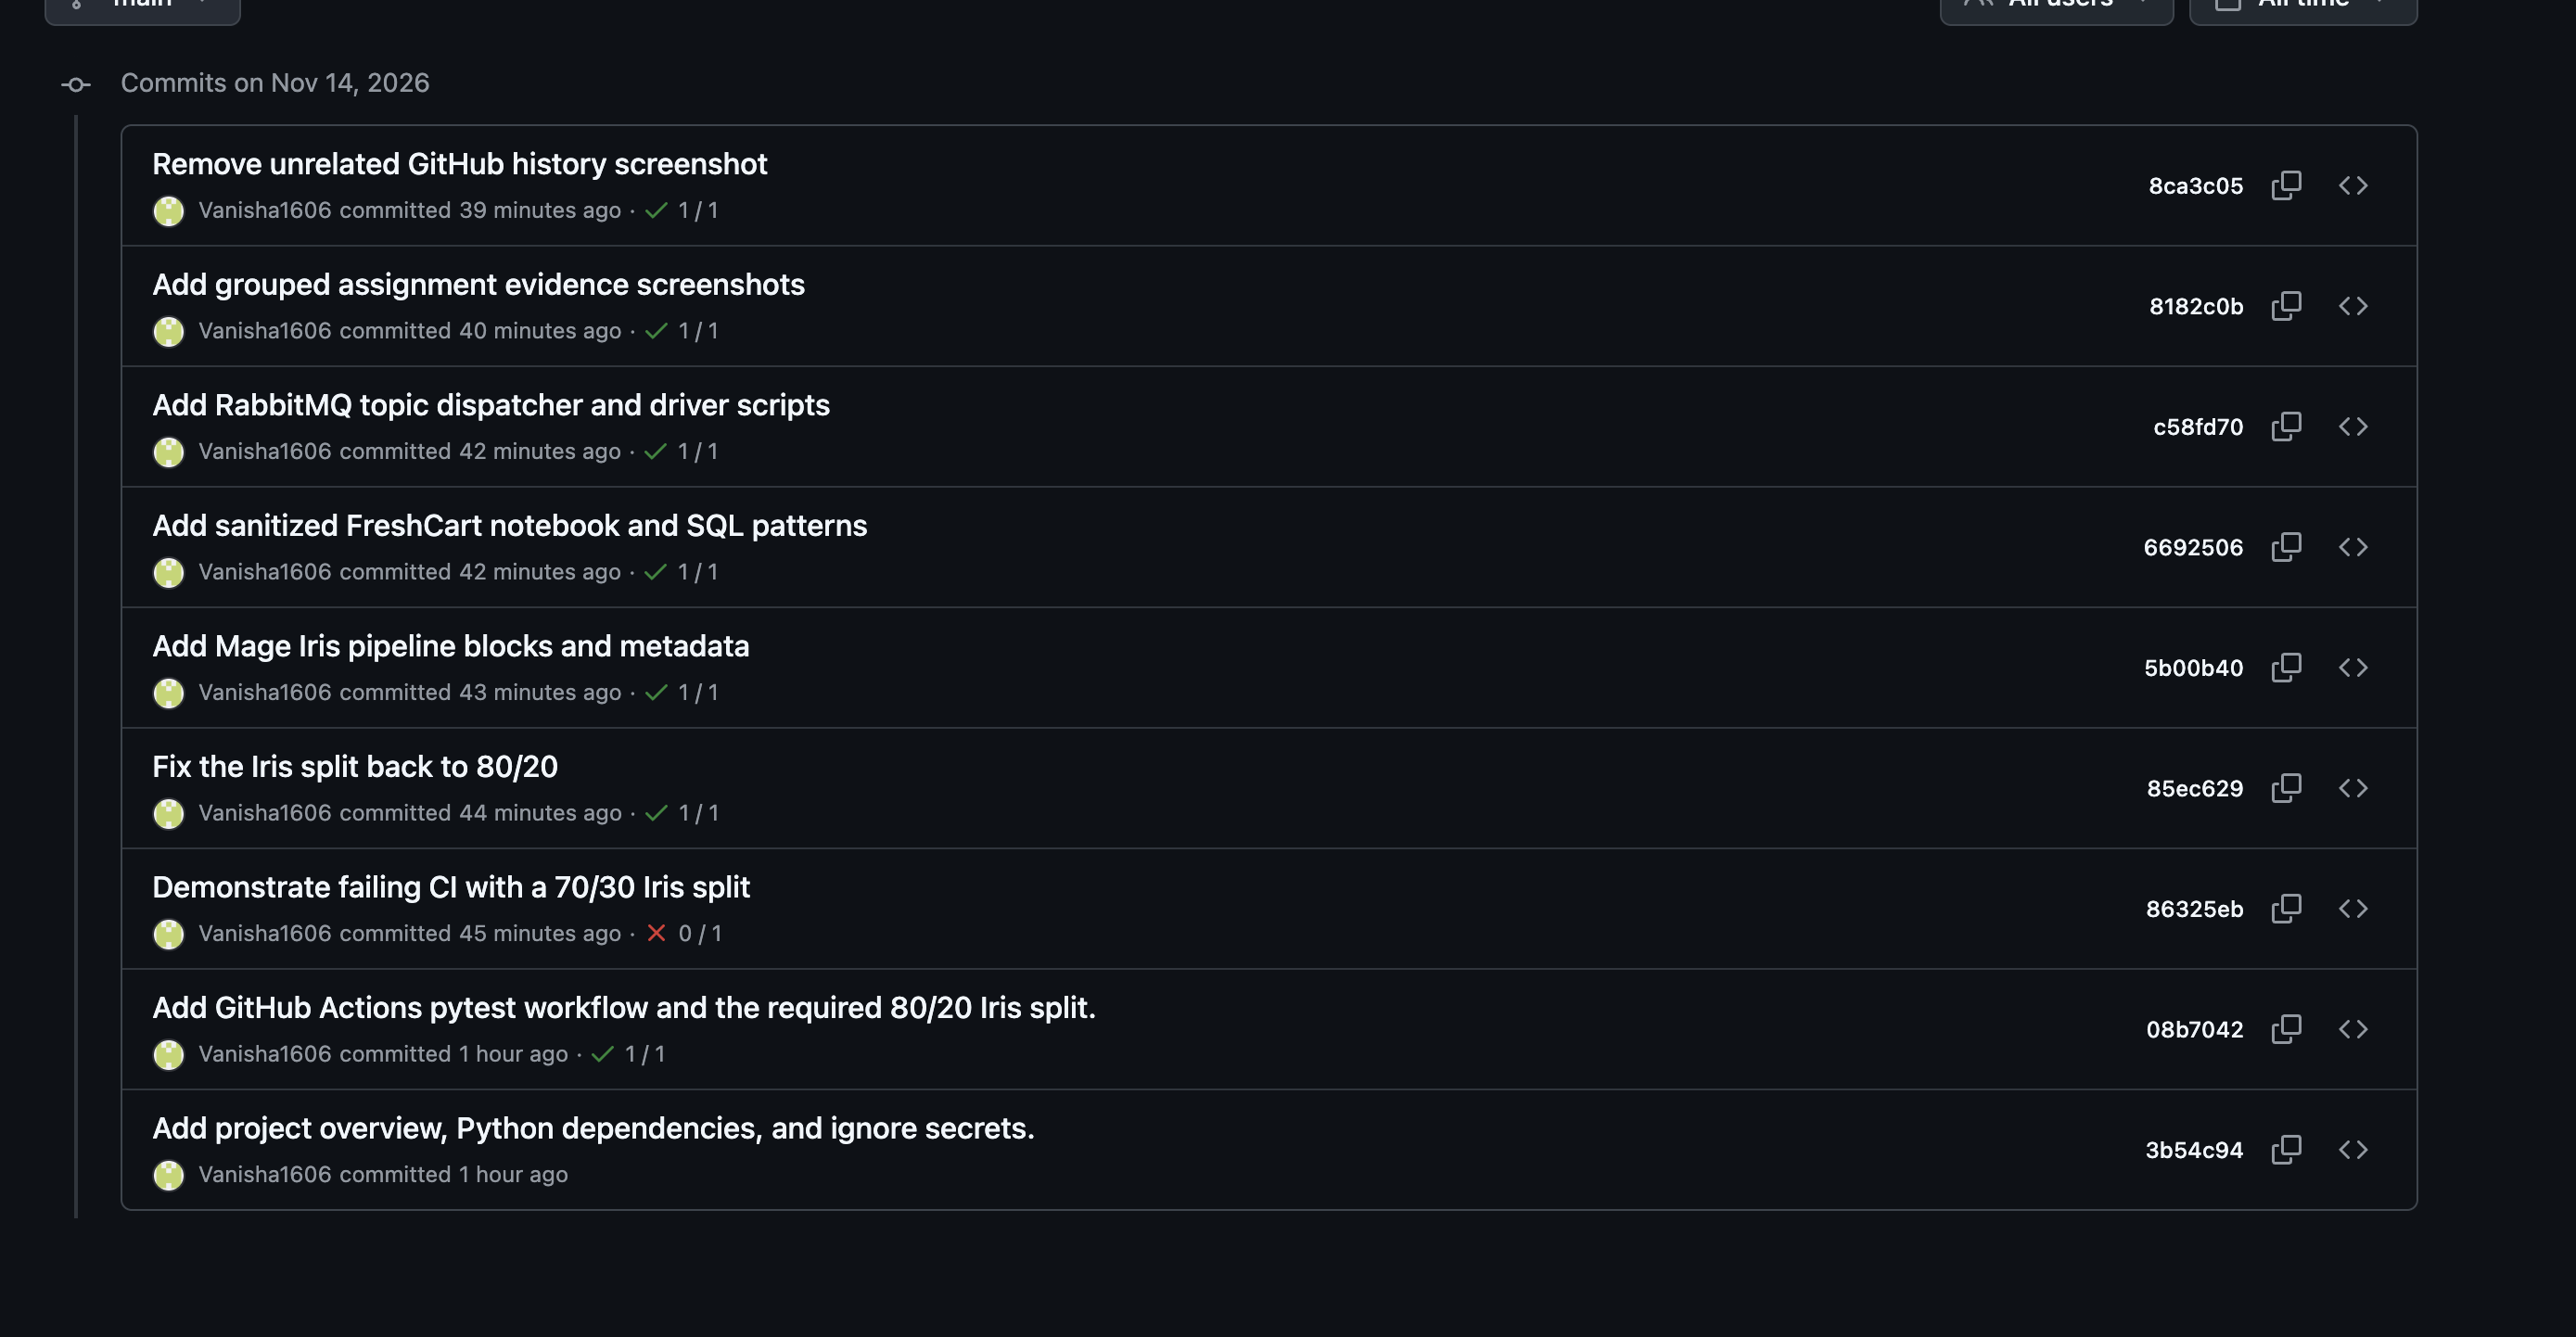 main
All users
All time
Commits on Nov 14, 2026
Remove unrelated GitHub history screenshot
Vanisha1606 committed 39 minutes ago · 1 / 1
8ca3c05
Add grouped assignment evidence screenshots
Vanisha1606 committed 40 minutes ago · 1 / 1
8182c0b
Add RabbitMQ topic dispatcher and driver scripts
Vanisha1606 committed 42 minutes ago · 1 / 1
c58fd70
Add sanitized FreshCart notebook and SQL patterns
Vanisha1606 committed 42 minutes ago · 1 / 1
6692506
Add Mage Iris pipeline blocks and metadata
Vanisha1606 committed 43 minutes ago · 1 / 1
5b00b40
Fix the Iris split back to 80/20
Vanisha1606 committed 44 minutes ago · 1 / 1
85ec629
Demonstrate failing CI with a 70/30 Iris split
Vanisha1606 committed 45 minutes ago · 0 / 1
86325eb
Add GitHub Actions pytest workflow and the required 80/20 Iris split.
Vanisha1606 committed 1 hour ago · 1 / 1
08b7042
Add project overview, Python dependencies, and ignore secrets.
Vanisha1606 committed 1 hour ago
3b54c94